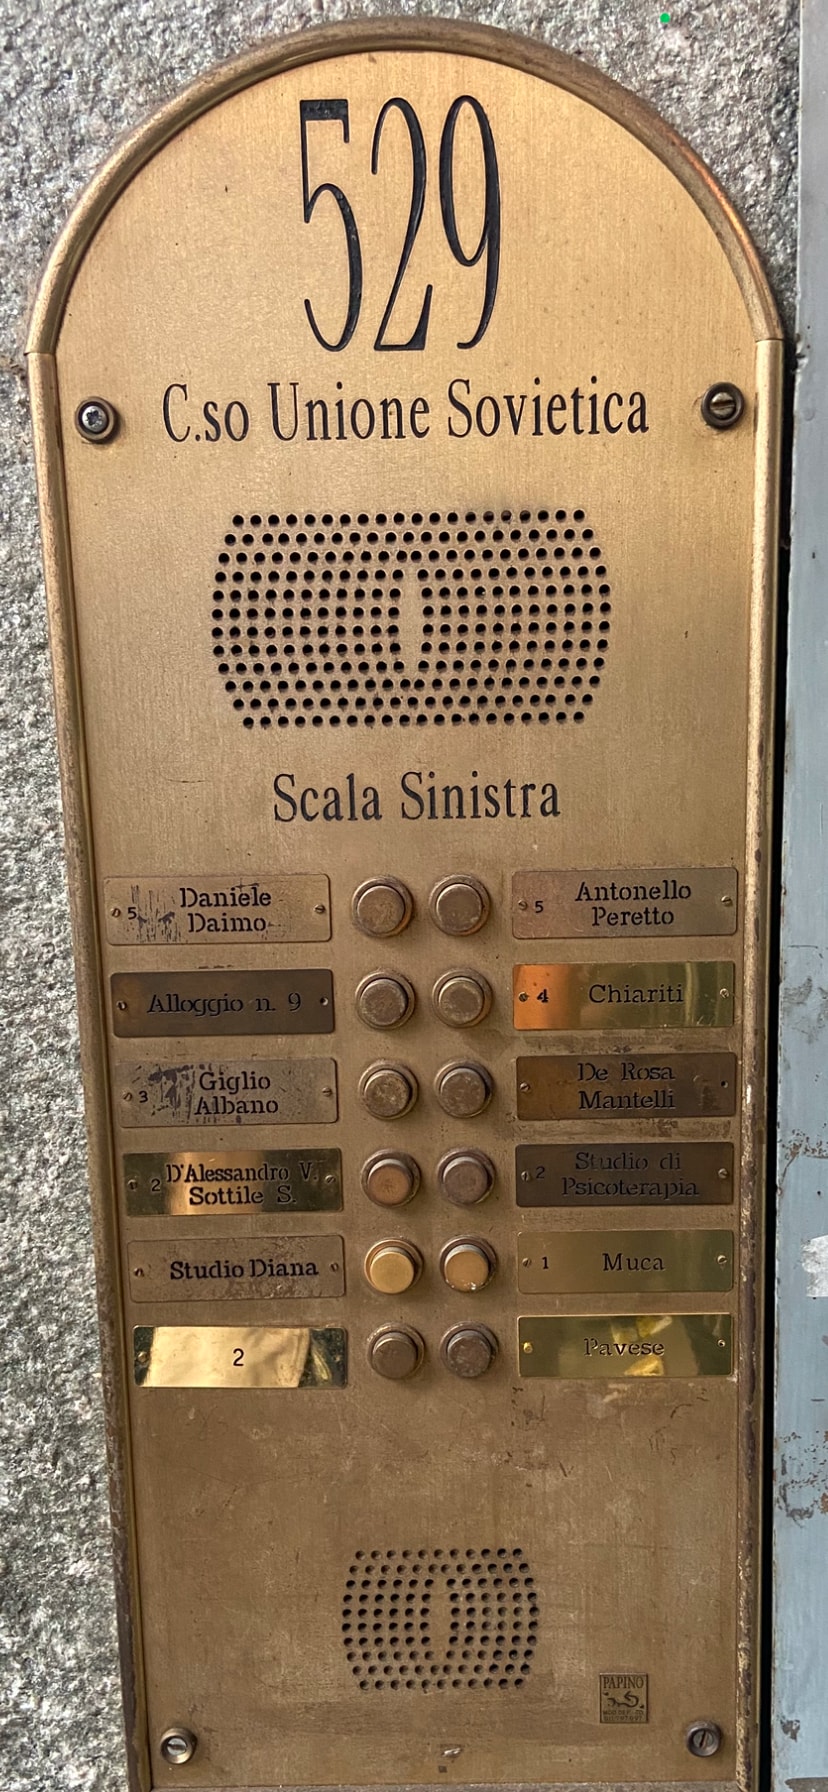 529
C.so Unione Sovietica
Scala Sinistra
5 Daniele
Daimo
5 Antonello
Peretto
Alloggio n. 9
4 Chiariti
3 Giglio
Albano
De Rosa
Mantelli
2 D'Alessandro V.
Sottile S.
2 Studio di
Psicoterapia
Studio Diana
1 Muca
2
Pavese
PAPINO